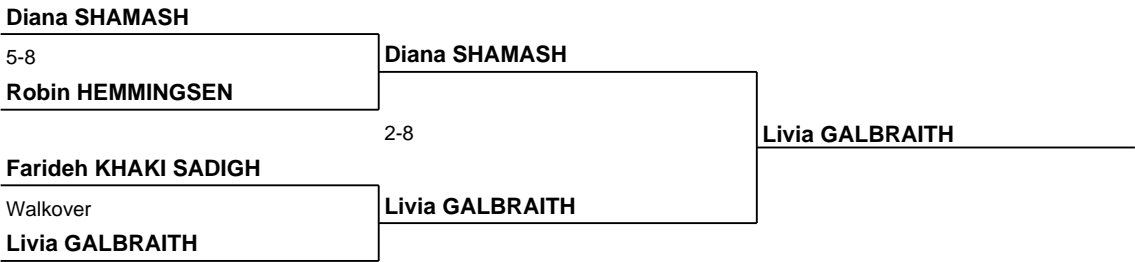 Diana SHAMASH
5-8
Diana SHAMASH
Robin HEMMINGSEN
2-8
Livia GALBRAITH
Farideh KHAKI SADIGH
Walkover
Livia GALBRAITH
Livia GALBRAITH